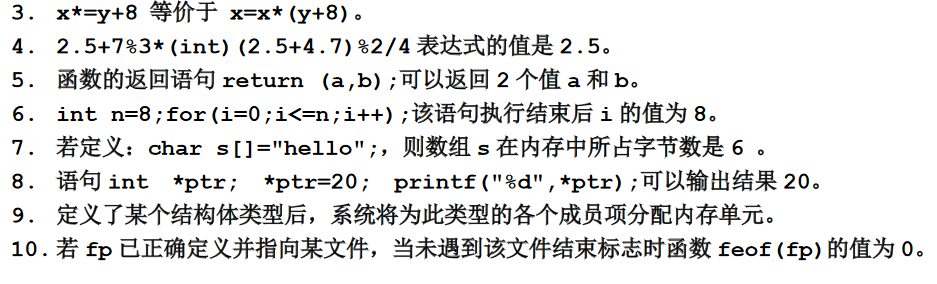 3. x*=y+8 等价于 x=x*(y+8)。
4. 2.5+7%3*(int)(2.5+4.7)%2/4 表达式的值是 2.5。
5. 函数的返回语句 return (a,b);可以返回 2 个值 a 和 b。
6. int n=8;for(i=0;i<=n;i++);该语句执行结束后 i 的值为 8。
7. 若定义：char s[]="hello";，则数组 s 在内存中所占字节数是 6 。
8. 语句 int *ptr; *ptr=20; printf("%d",*ptr);可以输出结果 20。
9. 定义了某个结构体类型后，系统将为此类型的各个成员项分配内存单元。
10. 若 fp 已正确定义并指向某文件，当未遇到该文件结束标志时函数 feof(fp)的值为 0。